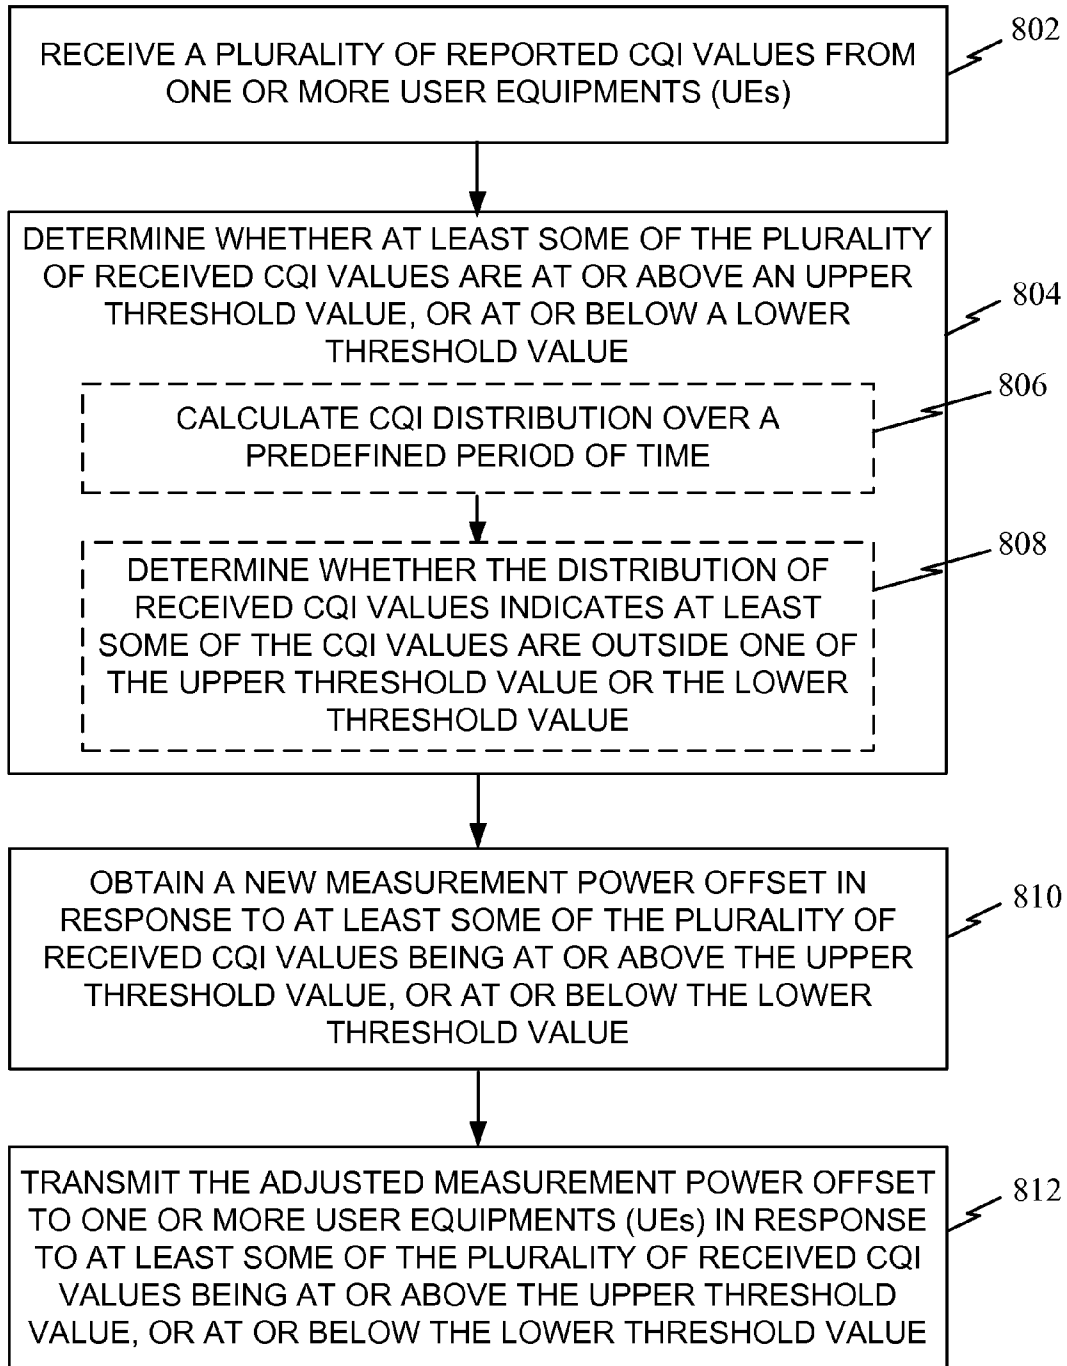 RECEIVE A PLURALITY OF REPORTED CQI VALUES FROM
ONE OR MORE USER EQUIPMENTS (UEs)
802
DETERMINE WHETHER AT LEAST SOME OF THE PLURALITY
OF RECEIVED CQI VALUES ARE AT OR ABOVE AN UPPER
THRESHOLD VALUE, OR AT OR BELOW A LOWER
THRESHOLD VALUE
804
CALCULATE CQI DISTRIBUTION OVER A
PREDEFINED PERIOD OF TIME
806
DETERMINE WHETHER THE DISTRIBUTION OF
RECEIVED CQI VALUES INDICATES AT LEAST
SOME OF THE CQI VALUES ARE OUTSIDE ONE OF
THE UPPER THRESHOLD VALUE OR THE LOWER
THRESHOLD VALUE
808
OBTAIN A NEW MEASUREMENT POWER OFFSET IN
RESPONSE TO AT LEAST SOME OF THE PLURALITY OF
RECEIVED CQI VALUES BEING AT OR ABOVE THE UPPER
THRESHOLD VALUE, OR AT OR BELOW THE LOWER
THRESHOLD VALUE
810
TRANSMIT THE ADJUSTED MEASUREMENT POWER OFFSET
TO ONE OR MORE USER EQUIPMENTS (UEs) IN RESPONSE
TO AT LEAST SOME OF THE PLURALITY OF RECEIVED CQI
VALUES BEING AT OR ABOVE THE UPPER THRESHOLD
VALUE, OR AT OR BELOW THE LOWER THRESHOLD VALUE
812